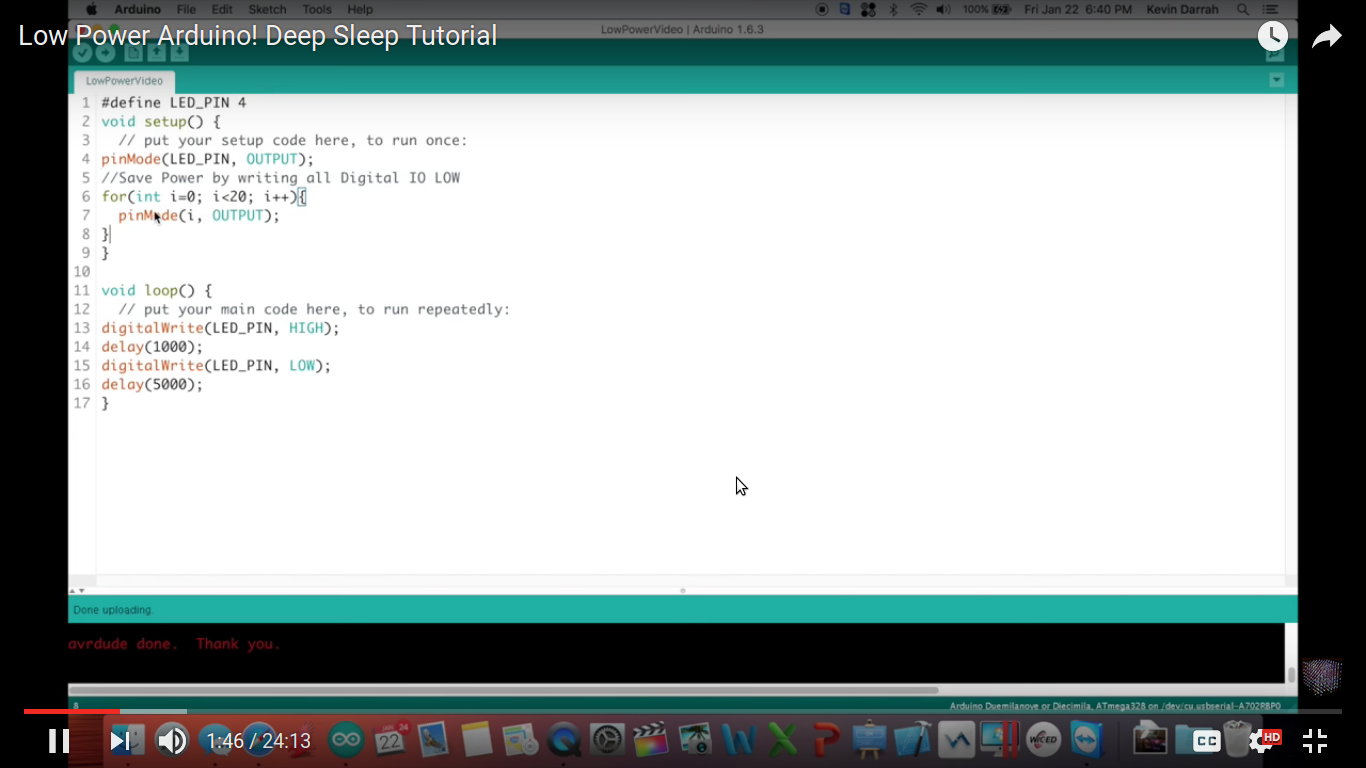 Arduino File Edit Sketch Tools Help 100% Fri Jan 22 6:40 PM Kevin Darrah
LowPowerVideo | Arduino 1.6.3
Low Power Arduino! Deep Sleep Tutorial
LowPowerVideo
1 #define LED_PIN 4
2 void setup() {
3 // put your setup code here, to run once:
4 pinMode(LED_PIN, OUTPUT);
5 //Save Power by writing all Digital IO LOW
6 for(int i=0; i<20; i++){
7 pinMode(i, OUTPUT);
8 }
9 }
10
11 void loop() {
12 // put your main code here, to run repeatedly:
13 digitalWrite(LED_PIN, HIGH);
14 delay(1000);
15 digitalWrite(LED_PIN, LOW);
16 delay(5000);
17 }
Done uploading.
avrdude done. Thank you.
8 Arduino Duemilanove or Diecimila, ATmega328 on /dev/cu.usbserial-A702RBP0
1:46 / 24:13
22
24
WICED
CC
HD